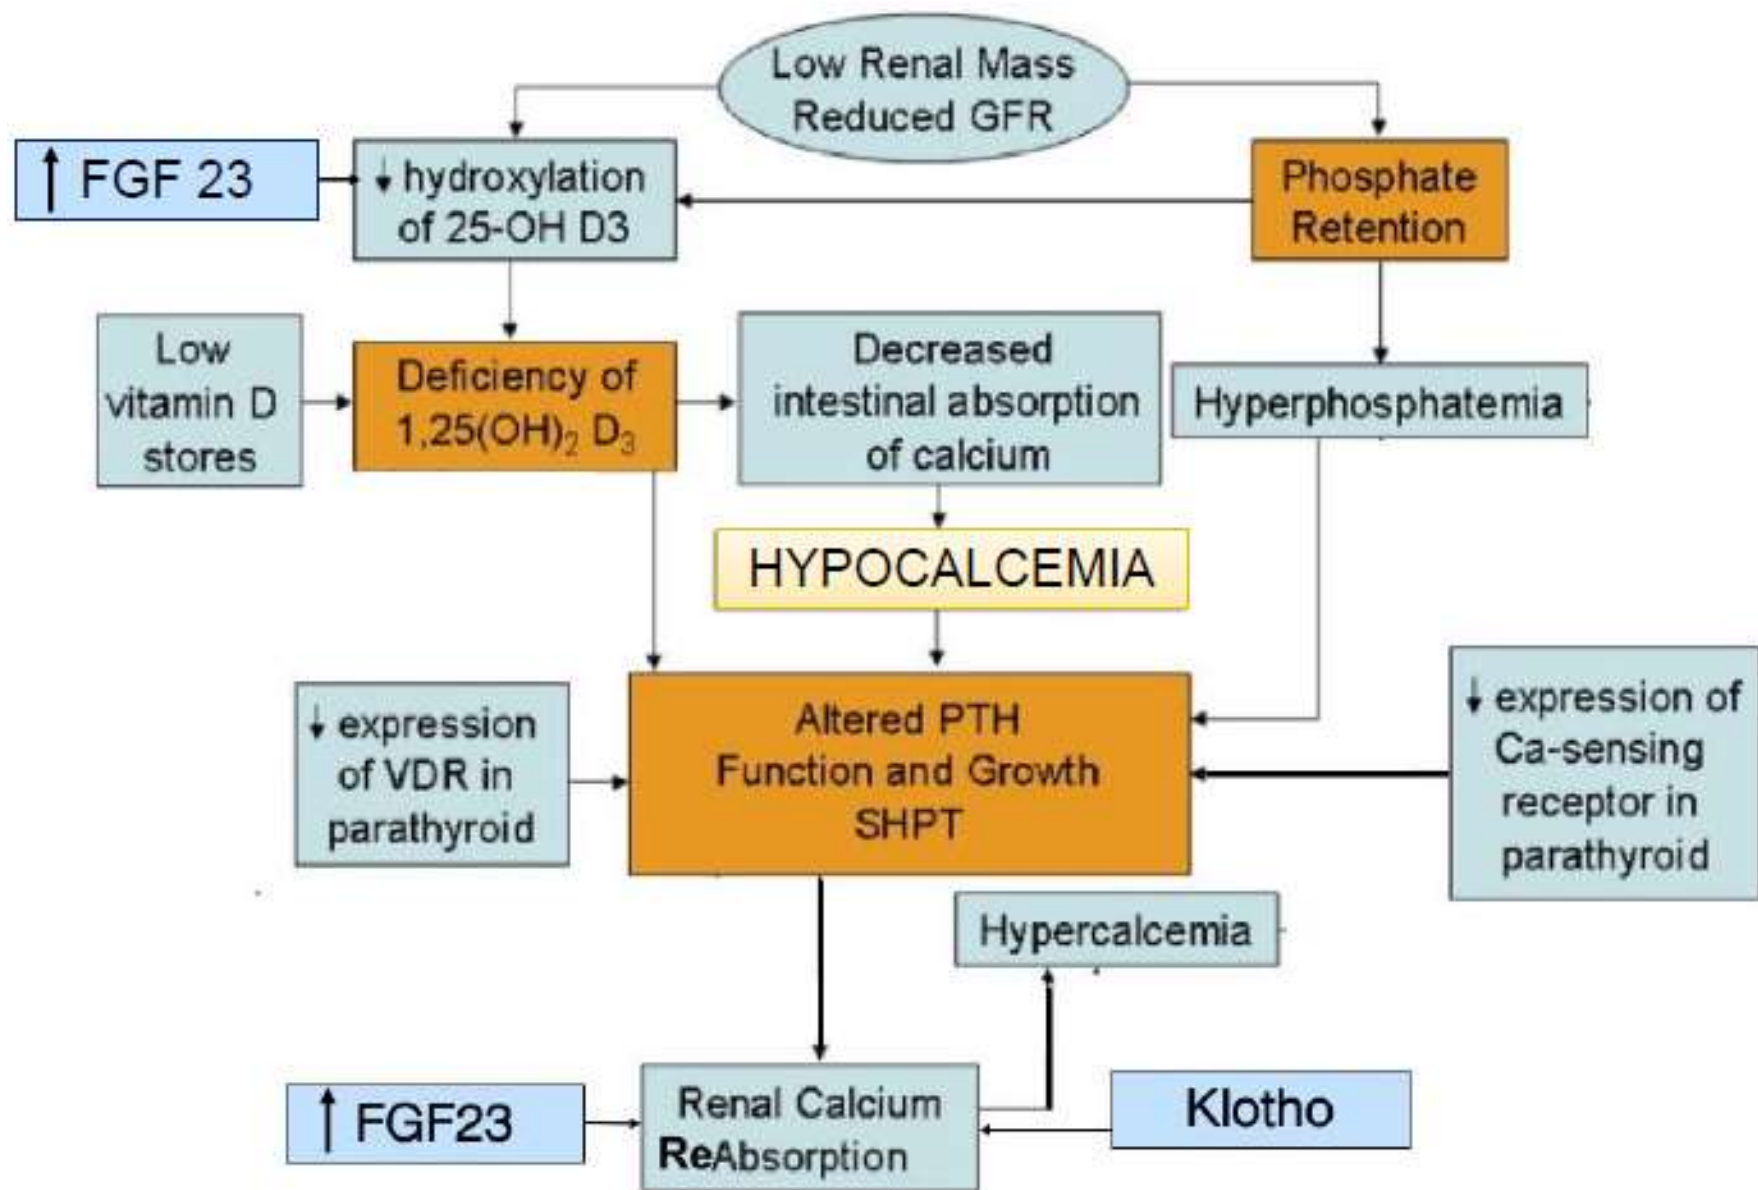 Low Renal Mass
Reduced GFR
↑ FGF 23
↓ hydroxylation
of 25-OH D3
Phosphate
Retention
Low
vitamin D
stores
Deficiency of
1,25(OH)₂ D₃
Decreased
intestinal absorption
of calcium
Hyperphosphatemia
HYPOCALCEMIA
↓ expression
of VDR in
parathyroid
Altered PTH
Function and Growth
SHPT
↓ expression of
Ca-sensing
receptor in
parathyroid
Hypercalcemia
↑ FGF23
Renal Calcium
ReAbsorption
Klotho